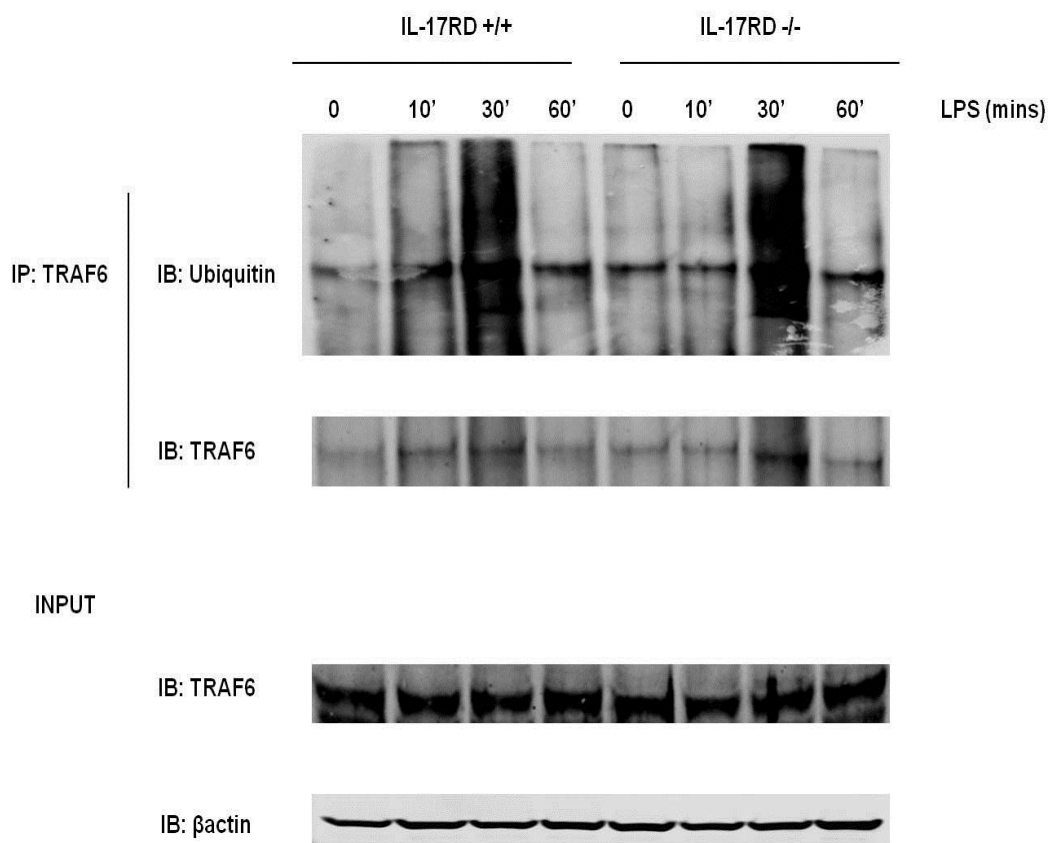 IL-17RD +/+ IL-17RD -/-
0 10’ 30’ 60’ 0 10’ 30’ 60’ LPS (mins)
IP: TRAF6 IB: Ubiquitin
IB: TRAF6
INPUT
IB: TRAF6
IB: βactin